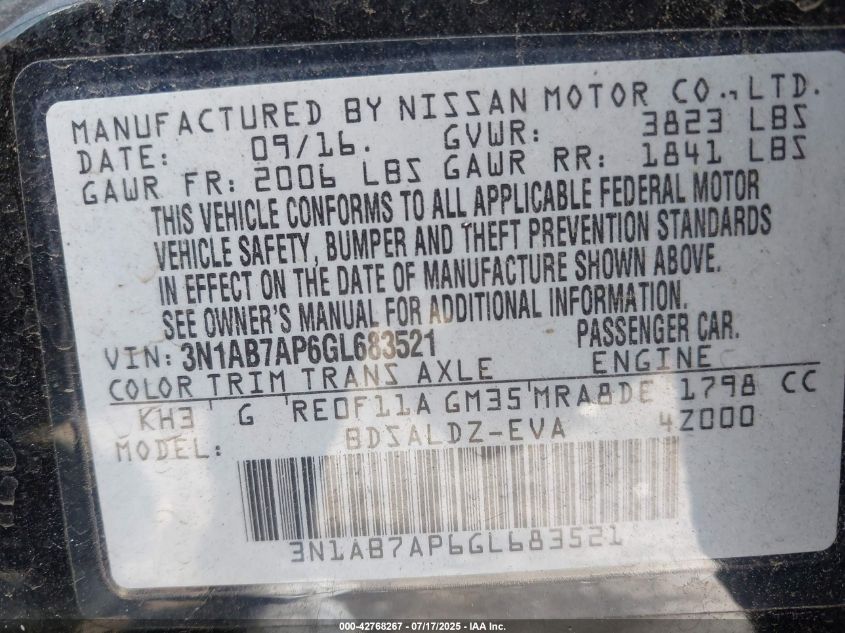 MANUFACTURED BY NISSAN MOTOR CO., LTD.
DATE: 09/16. GVWR: 3823 LBS
GAWR FR: 2006 LBS GAWR RR: 1841 LBS
THIS VEHICLE CONFORMS TO ALL APPLICABLE FEDERAL MOTOR
VEHICLE SAFETY, BUMPER AND THEFT PREVENTION STANDARDS
IN EFFECT ON THE DATE OF MANUFACTURE SHOWN ABOVE.
SEE OWNER'S MANUAL FOR ADDITIONAL INFORMATION.
VIN: 3N1AB7AP6GL683521 PASSENGER CAR.
COLOR TRIM TRANS AXLE ENGINE
KH3 G RE0F11A GM35 MRA8DE 1798 CC
MODEL: BDSALDZ-EVA 4Z000
3N1AB7AP6GL683521
000-42768267 - 07/17/2025 - IAA Inc.